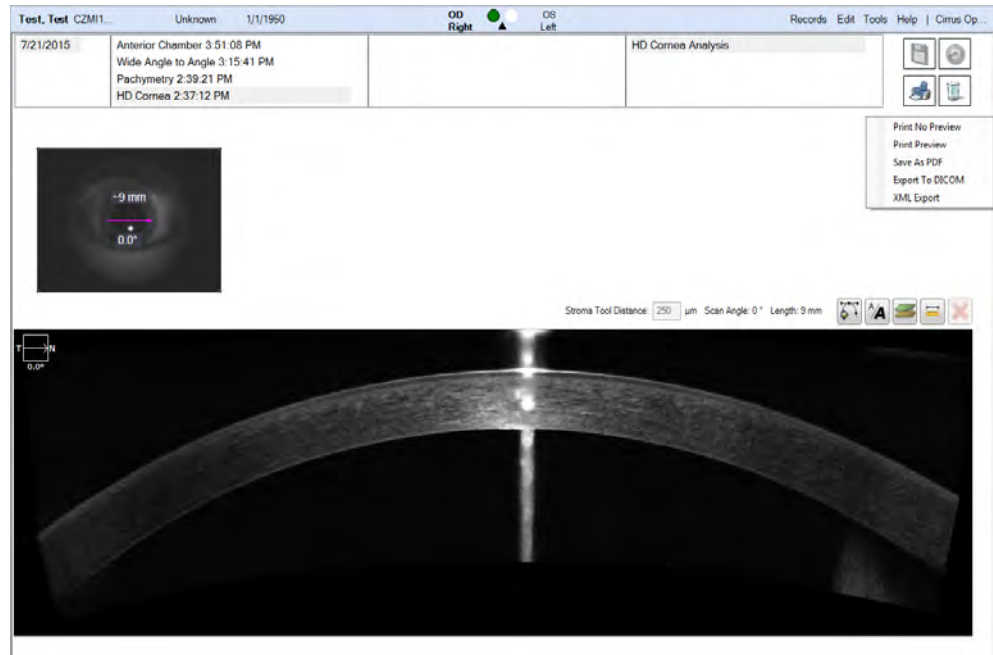 Test, Test CZMI1... Unknown 1/1/1960 OD Right OS Left Records Edit Tools Help | Cirrus Op...
7/21/2015
Anterior Chamber 3:51:08 PM
Wide Angle to Angle 3:15:41 PM
Pachymetry 2:39:21 PM
HD Cornea 2:37:12 PM
HD Cornea Analysis
Print No Preview
Print Preview
Save As PDF
Export To DICOM
XML Export
~9 mm
0.0°
Stroma Tool Distance: 250 µm Scan Angle: 0 ° Length: 9 mm
A A
T N
0.0°